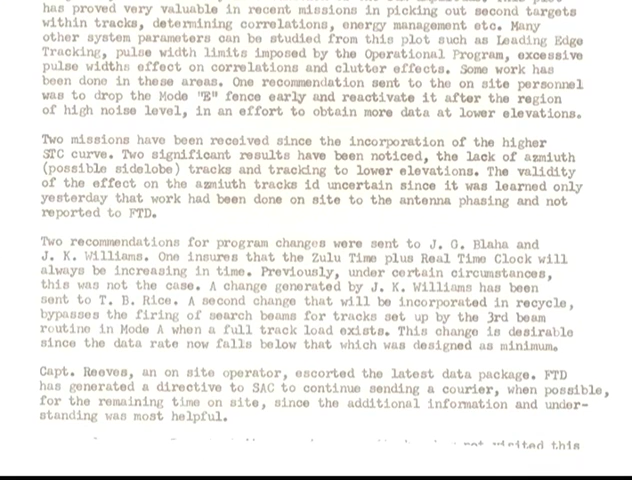 has proved very valuable in recent missions in picking out second targets
within tracks, determining correlations, energy management etc. Many
other system parameters can be studied from this plot such as Leading Edge
Tracking, pulse width limits imposed by the Operational Program, excessive
pulse widths effect on correlations and clutter effects. Some work has
been done in these areas. One recommendation sent to the on site personnel
was to drop the Mode "E" fence early and reactivate it after the region
of high noise level, in an effort to obtain more data at lower elevations.
Two missions have been received since the incorporation of the higher
STC curve. Two significant results have been noticed, the lack of azmiuth
(possible sidelobe) tracks and tracking to lower elevations. The validity
of the effect on the azmiuth tracks id uncertain since it was learned only
yesterday that work had been done on site to the antenna phasing and not
reported to FTD.
Two recommendations for program changes were sent to J. G. Blaha and
J. K. Williams. One insures that the Zulu Time plus Real Time Clock will
always be increasing in time. Previously, under certain circumstances,
this was not the case. A change generated by J. K. Williams has been
sent to T. B. Rice. A second change that will be incorporated in recycle,
bypasses the firing of search beams for tracks set up by the 3rd beam
routine in Mode A when a full track load exists. This change is desirable
since the data rate now falls below that which was designed as minimum.
Capt. Reeves, an on site operator, escorted the latest data package. FTD
has generated a directive to SAC to continue sending a courier, when possible,
for the remaining time on site, since the additional information and under-
standing was most helpful.
this